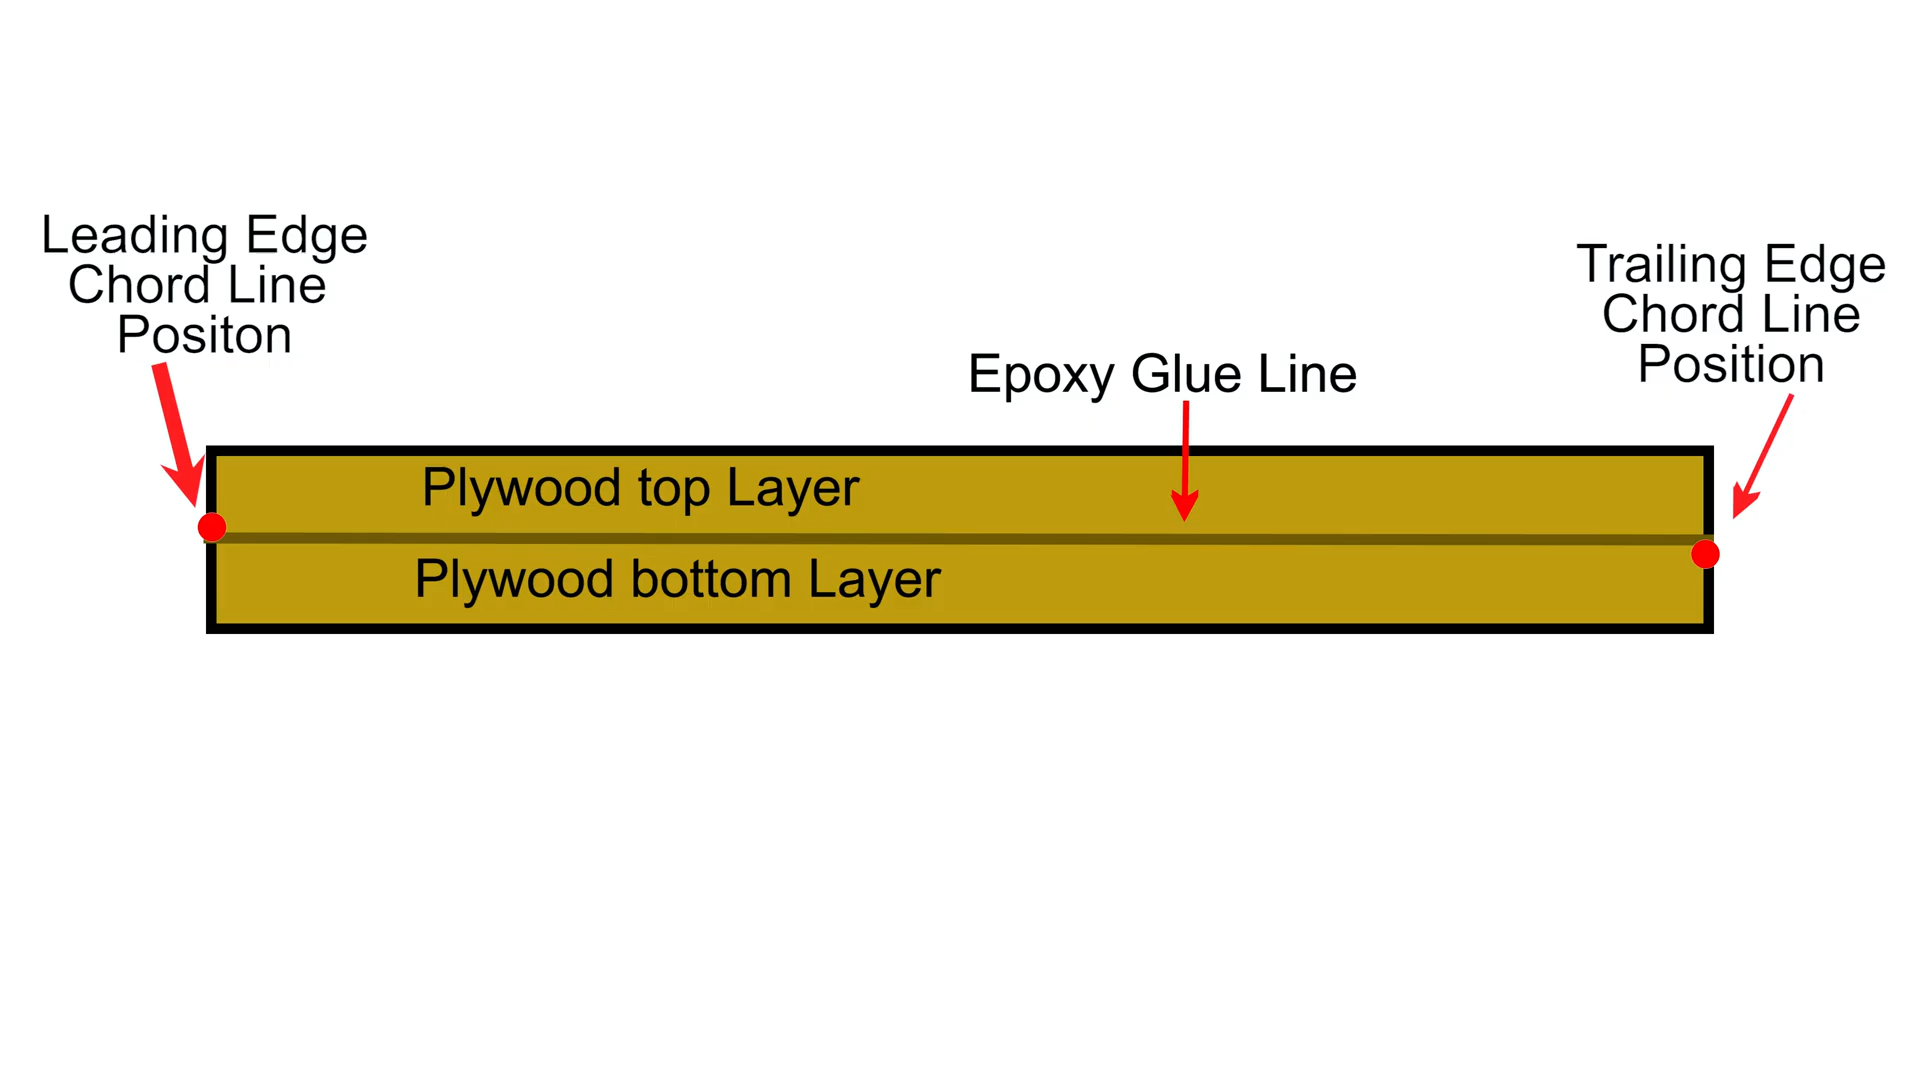 Leading Edge
Chord Line
Positon
Trailing Edge
Chord Line
Position
Epoxy Glue Line
Plywood top Layer
Plywood bottom Layer